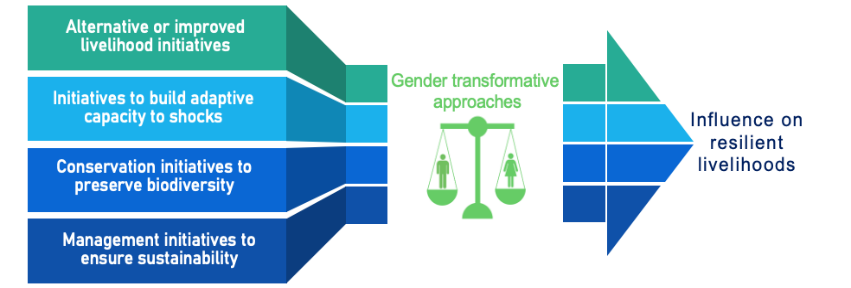 Alternative or improved
livelihood initiatives
Initiatives to build adaptive
capacity to shocks
Conservation initiatives to
preserve biodiversity
Management initiatives to
ensure sustainability
Gender transformative
approaches
Influence on
resilient
livelihoods